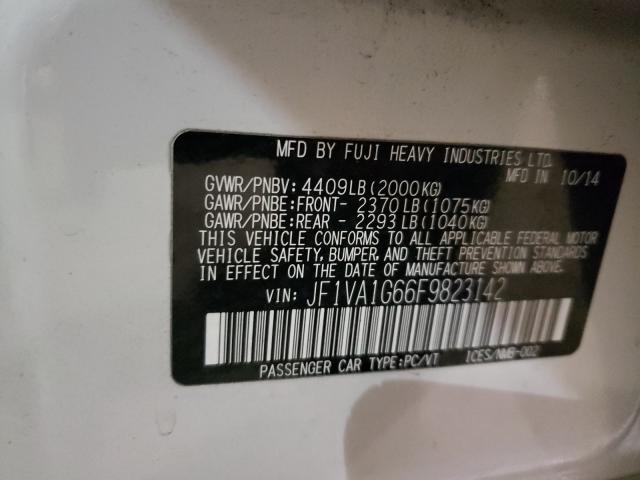 MFD BY FUJI HEAVY INDUSTRIES LTD.
MFD IN 10/14
GVWR/PNBV: 4409LB(2000KG)
GAWR/PNBE:FRONT- 2370LB(1075KG)
GAWR/PNBE:REAR - 2293LB(1040KG)
THIS VEHICLE CONFORMS TO ALL APPLICABLE FEDERAL MOTOR
VEHICLE SAFETY, BUMPER, AND THEFT PREVENTION STANDARDS
IN EFFECT ON THE DATE OF MANUFACTURE SHOWN ABOVE.
VIN: JF1VA1G66F9823142
PASSENGER CAR TYPE:PC/VT ICES/NMB-002